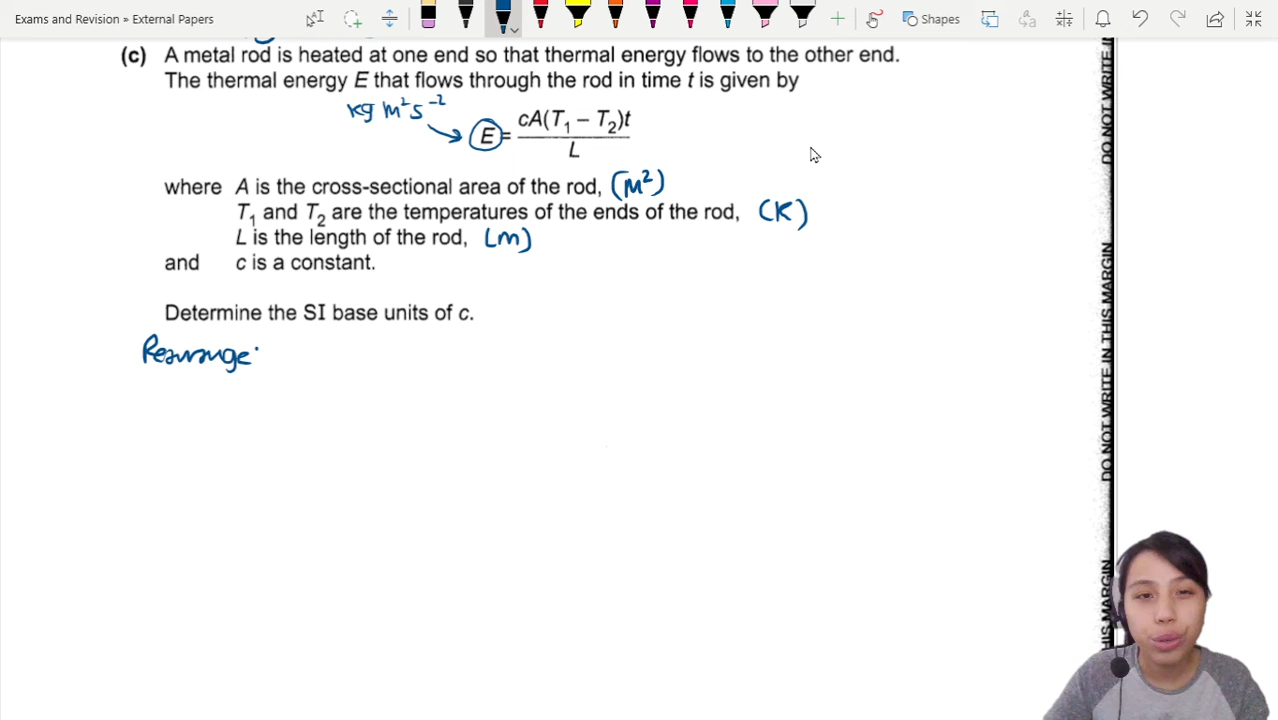 Exams and Revision » External Papers
Shapes
(c) A metal rod is heated at one end so that thermal energy flows to the other end.
The thermal energy E that flows through the rod in time t is given by
kg m²s⁻²
E = cA(T₁ − T₂)t / L
where A is the cross-sectional area of the rod, (m²)
T₁ and T₂ are the temperatures of the ends of the rod, (K)
L is the length of the rod, (m)
and c is a constant.
Determine the SI base units of c.
Rearrange:
DO NOT WRITE IN THIS MARGIN
DO NOT WRITE IN
HIS MARGIN